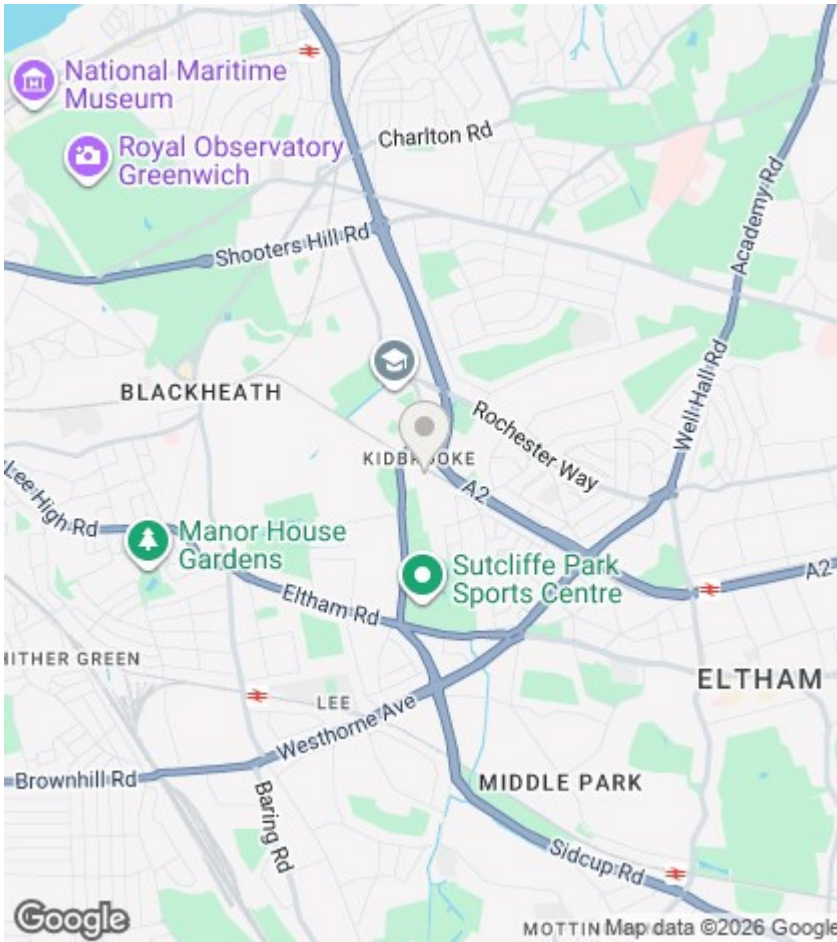 National Maritime
Museum
Charlton Rd
Royal Observatory
Greenwich
Academy Rd
Shooters Hill Rd
BLACKHEATH
Well Hall Rd
Rochester Way
KIDBROOKE
Lee High Rd
A2
Manor House
Gardens
Sutcliffe Park
Sports Centre
A2
Eltham Rd
HITHER GREEN
ELTHAM
LEE
Westhorne Ave
Brownhill Rd
MIDDLE PARK
Baring Rd
Sidcup Rd
Google
MOTTIN
Map data ©2026 Google